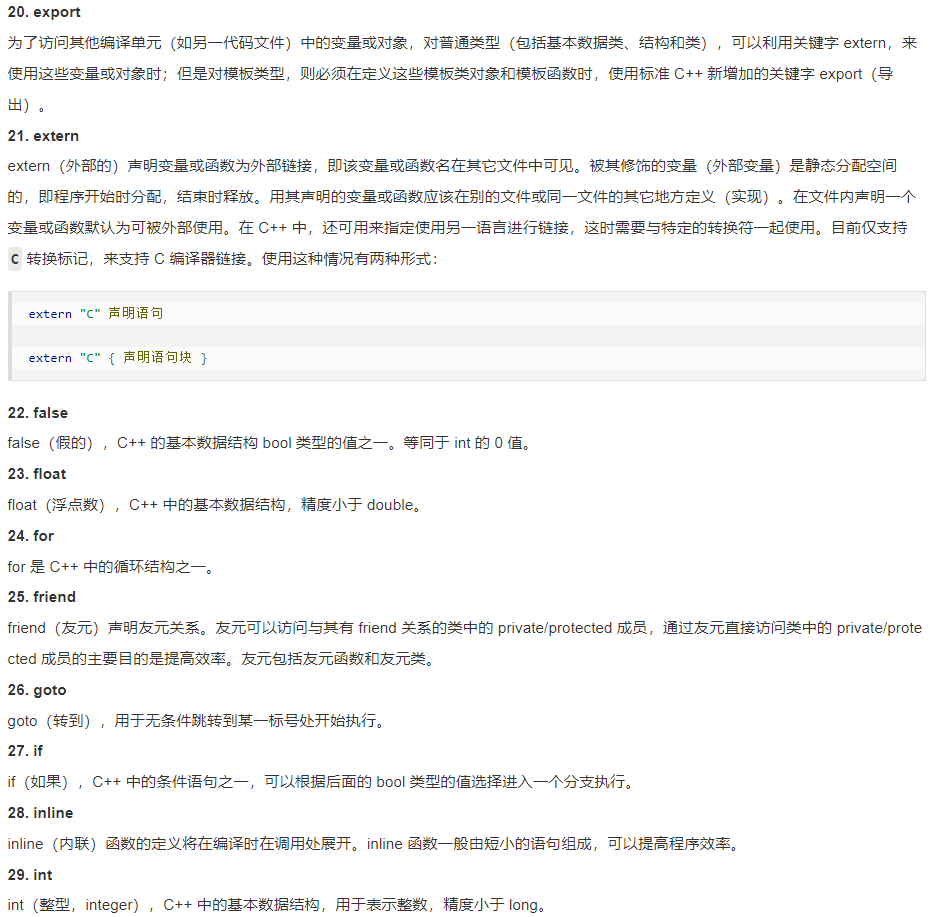 20. export
为了访问其他编译单元（如另一代码文件）中的变量或对象，对普通类型（包括基本数据类、结构和类），可以利用关键字 extern，来
使用这些变量或对象时；但是对模板类型，则必须在定义这些模板类对象和模板函数时，使用标准 C++ 新增加的关键字 export（导
出）。
21. extern
extern（外部的）声明变量或函数为外部链接，即该变量或函数名在其它文件中可见。被其修饰的变量（外部变量）是静态分配空间
的，即程序开始时分配，结束时释放。用其声明的变量或函数应该在别的文件或同一文件的其它地方定义（实现）。在文件内声明一个
变量或函数默认为可被外部使用。在 C++ 中，还可用来指定使用另一语言进行链接，这时需要与特定的转换符一起使用。目前仅支持
C 转换标记，来支持 C 编译器链接。使用这种情况有两种形式：
extern "C" 声明语句
extern "C" { 声明语句块 }
22. false
false（假的），C++ 的基本数据结构 bool 类型的值之一。等同于 int 的 0 值。
23. float
float（浮点数），C++ 中的基本数据结构，精度小于 double。
24. for
for 是 C++ 中的循环结构之一。
25. friend
friend（友元）声明友元关系。友元可以访问与其有 friend 关系的类中的 private/protected 成员，通过友元直接访问类中的 private/prote
cted 成员的主要目的是提高效率。友元包括友元函数和友元类。
26. goto
goto（转到），用于无条件跳转到某一标号处开始执行。
27. if
if（如果），C++ 中的条件语句之一，可以根据后面的 bool 类型的值选择进入一个分支执行。
28. inline
inline（内联）函数的定义将在编译时在调用处展开。inline 函数一般由短小的语句组成，可以提高程序效率。
29. int
int（整型，integer），C++ 中的基本数据结构，用于表示整数，精度小于 long。